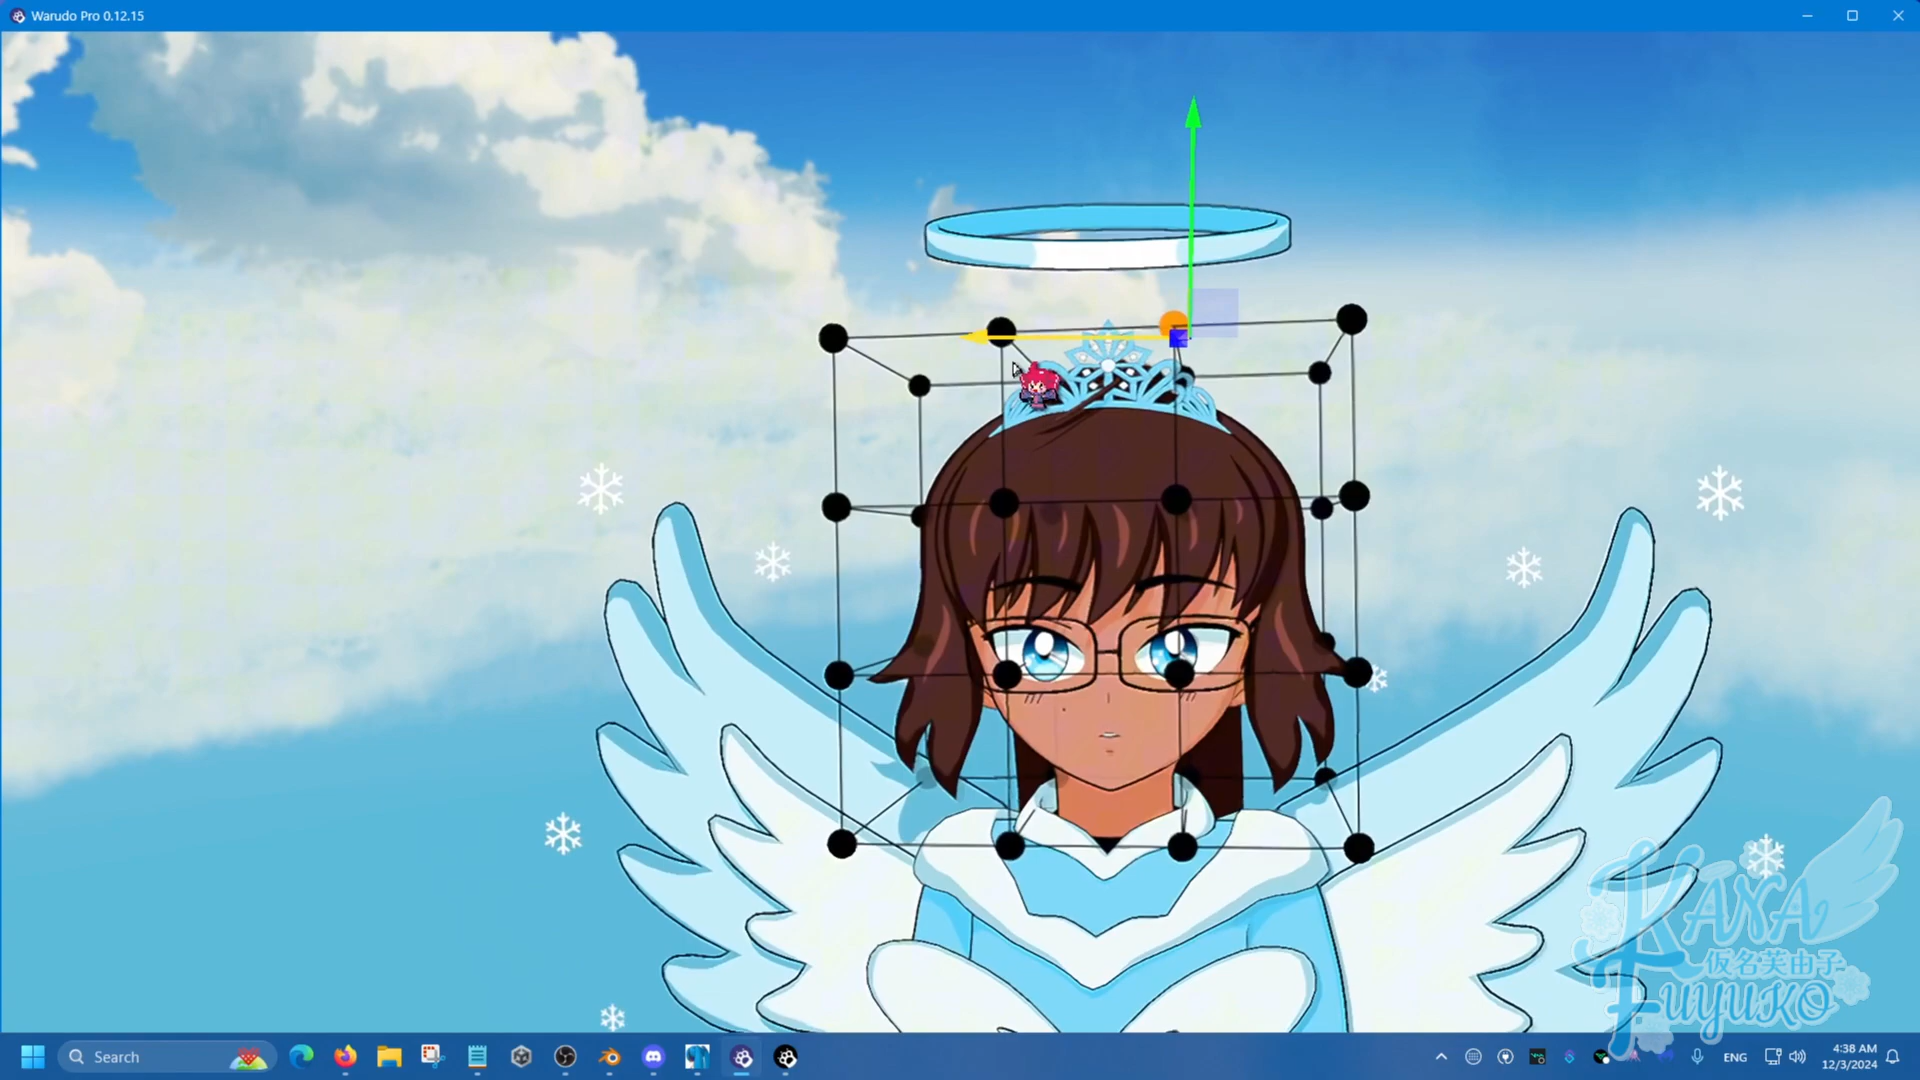 Warudo Pro 0.12.15
KANA
仮名芙由子
FUYUKO
Search
ENG
4:38 AM
12/3/2024